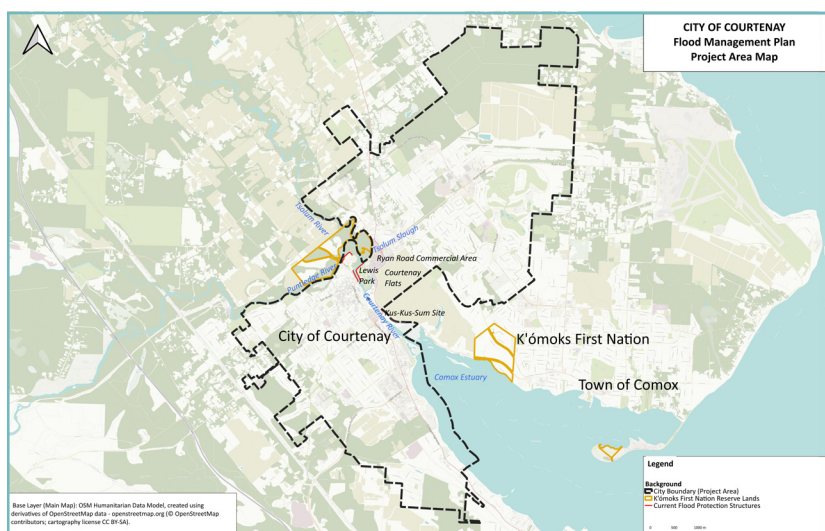 CITY OF COURTENAY
Flood Management Plan
Project Area Map
Tsolum River
Tsolum Slough
Ryan Road Commercial Area
Puntledge River
Lewis
Park
Courtenay
Flats
Courtenay River
Kus-Kus-Sum Site
City of Courtenay
K'ómoks First Nation
Comox Estuary
Town of Comox
Legend
Background
City Boundary (Project Area)
K'ómoks First Nation Reserve Lands
Current Flood Protection Structures
0 500 1000 m
Base Layer (Main Map): OSM Humanitarian Data Model, created using
derivatives of OpenStreetMap data - openstreetmap.org (© OpenStreetMap
contributors; cartography license CC BY-SA).